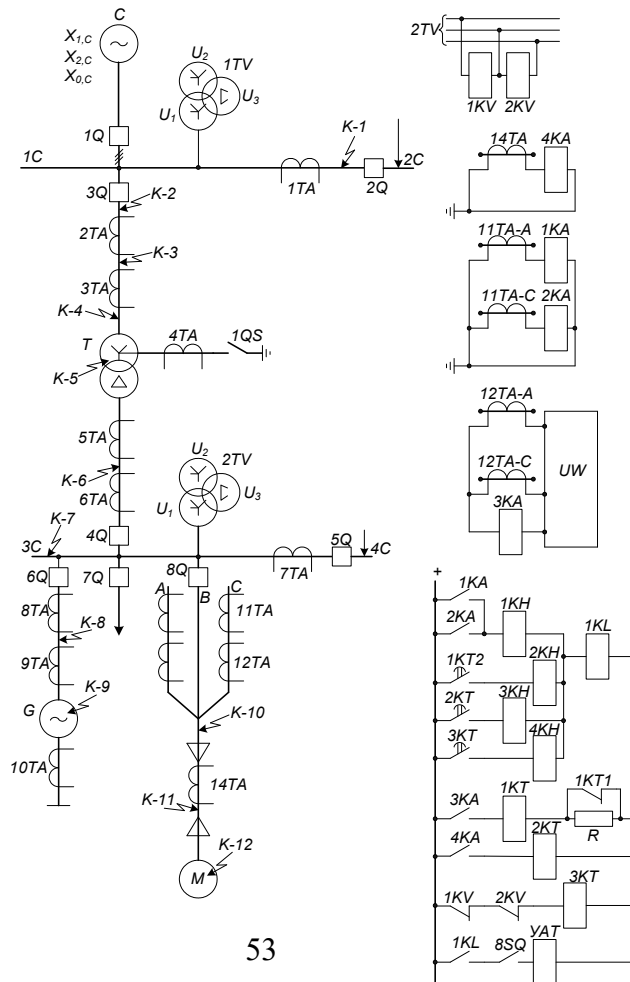 C
X1,C
X2,C
X0,C
1Q
U2
1TV
U1
U3
K-1
1C
2C
1TA
2Q
3Q
K-2
2TA
K-3
3TA
K-4
T
4TA
1QS
K-5
5TA
K-6
6TA
U2
2TV
U1
U3
K-7
4Q
3C
5Q
4C
7TA
6Q
7Q
8Q
A
B
C
8TA
11TA
K-8
9TA
12TA
G
K-9
K-10
10TA
14TA
K-11
K-12
M
53
2TV
1KV
2KV
14TA
4KA
11TA-A
1KA
11TA-C
2KA
12TA-A
12TA-C
UW
3KA
+
1KA
1KH
2KA
2KH
1KL
1KT2
3KH
2KT
4KH
3KT
1KT
1KT1
3KA
R
4KA
2KT
3KT
1KV
2KV
1KL
8SQ
УАТ